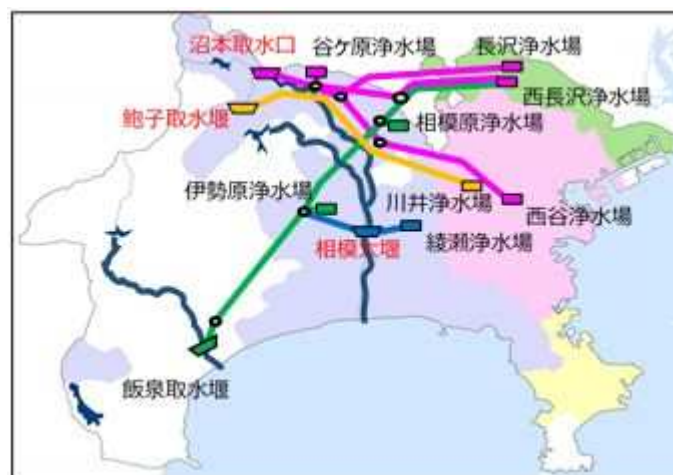 沼本取水口
谷ケ原浄水場
長沢浄水場
西長沢浄水場
鮑子取水堰
相模原浄水場
伊勢原浄水場
川井浄水場
西谷浄水場
相模大堰
綾瀬浄水場
飯泉取水堰